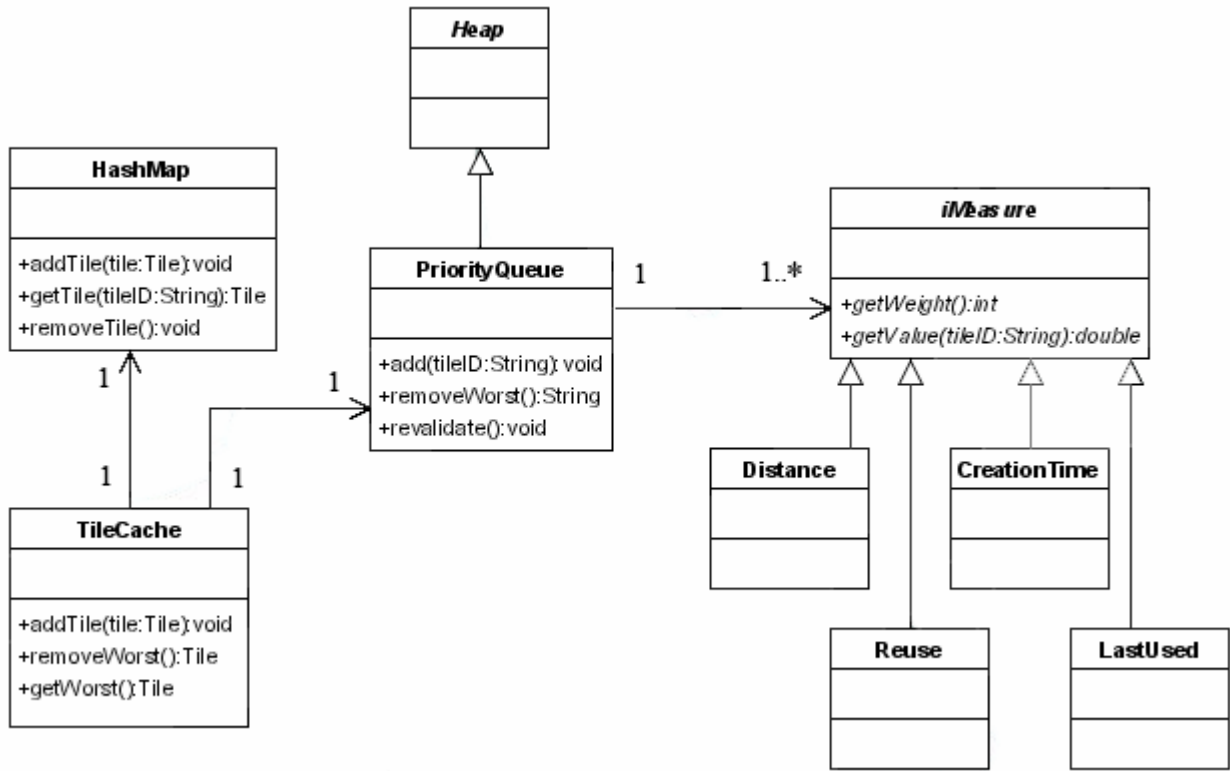 Heap
HashMap
+addTile(tile:Tile):void
+getTile(tileID:String):Tile
+removeTile():void
PriorityQueue
+add(tileID:String):void
+removeWorst():String
+revalidate():void
1
1..*
iMeasure
+getWeight():int
+getValue(tileID:String):double
1
1
1
1
TileCache
+addTile(tile:Tile):void
+removeWorst():Tile
+getWorst():Tile
Distance
CreationTime
Reuse
LastUsed